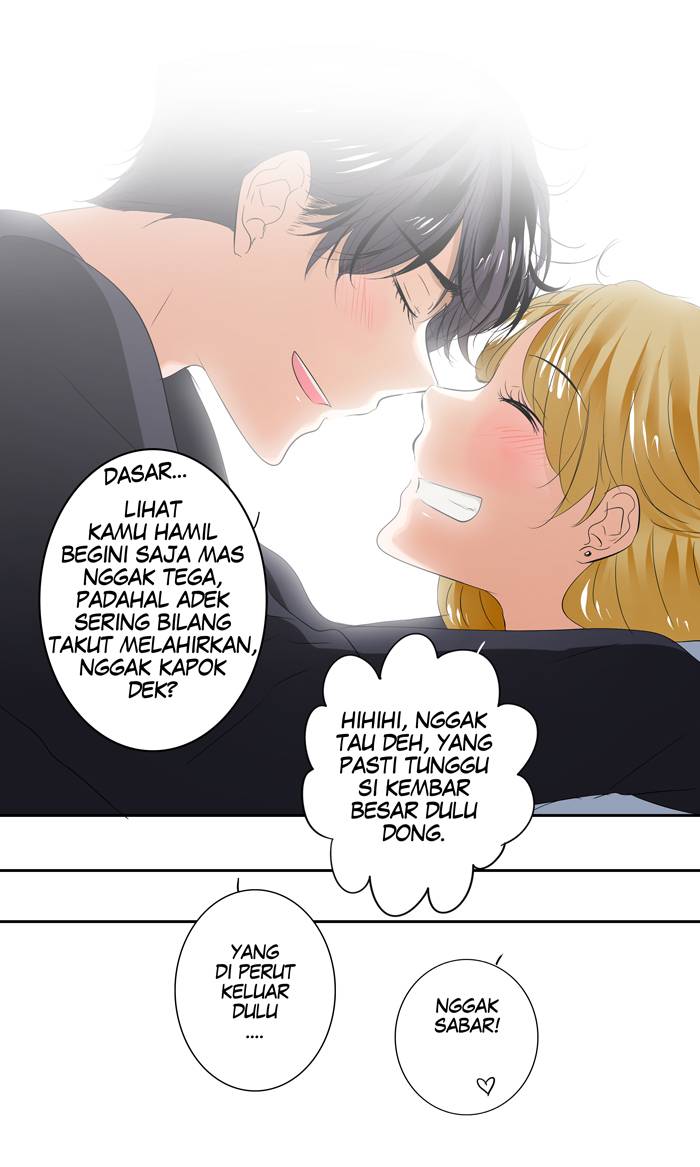 DASAR...
LIHAT
KAMU HAMIL
BEGINI SAJA MAS
NGGAK TEGA,
PADAHAL ADEK
SERING BILANG
TAKUT MELAHIRKAN,
NGGAK KAPOK
DEK?
HIHIHI, NGGAK
TAU DEH, YANG
PASTI TUNGGU
SI KEMBAR
BESAR DULU
DONG.
YANG
DI PERUT
KELUAR
DULU
....
NGGAK
SABAR!
♡